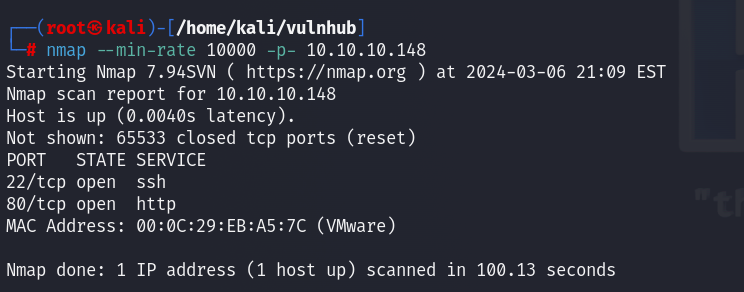 ┌──(root㉿kali)-[/home/kali/vulnhub]
└─# nmap --min-rate 10000 -p- 10.10.10.148
Starting Nmap 7.94SVN ( https://nmap.org ) at 2024-03-06 21:09 EST
Nmap scan report for 10.10.10.148
Host is up (0.0040s latency).
Not shown: 65533 closed tcp ports (reset)
PORT   STATE SERVICE
22/tcp open  ssh
80/tcp open  http
MAC Address: 00:0C:29:EB:A5:7C (VMware)
Nmap done: 1 IP address (1 host up) scanned in 100.13 seconds